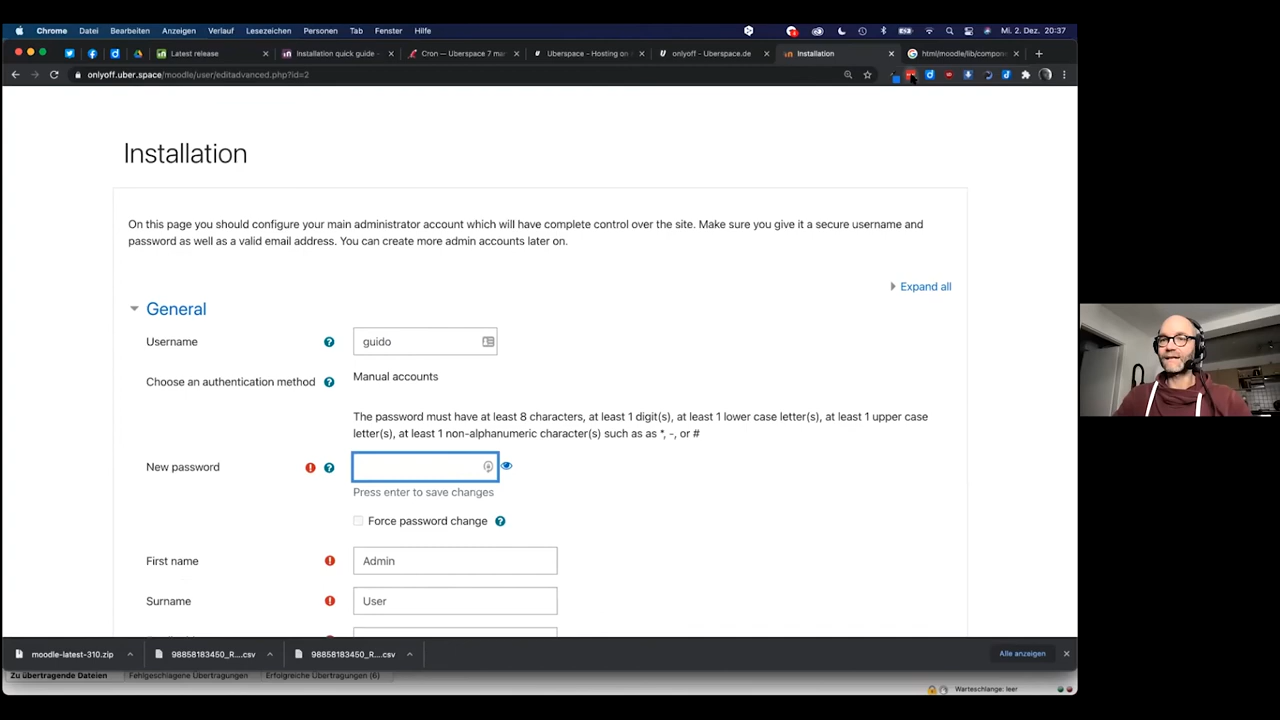 Chrome Datei Bearbeiten Anzeigen Verlauf Lesezeichen Personen Tab Fenster Hilfe Mi. 2. Dez. 20:37
Latest release Installation quick guide - Cron — Uberspace 7 ma Uberspace - Hosting on onlyoff - Uberspace.de Installation html/moodle/lib/compon
onlyoff.uber.space/moodle/user/editadvanced.php?id=2
Installation
On this page you should configure your main administrator account which will have complete control over the site. Make sure you give it a secure username and
password as well as a valid email address. You can create more admin accounts later on.
Expand all
General
Username guido
Choose an authentication method Manual accounts
The password must have at least 8 characters, at least 1 digit(s), at least 1 lower case letter(s), at least 1 upper case
letter(s), at least 1 non-alphanumeric character(s) such as as *, -, or #
New password
Press enter to save changes
Force password change
First name Admin
Surname User
moodle-latest-310.zip 98858183450_R....csv 98858183450_R....csv Alle anzeigen
Zu übertragende Dateien Fehlgeschlagene Übertragungen Erfolgreiche Übertragungen (6)
Warteschlange: leer